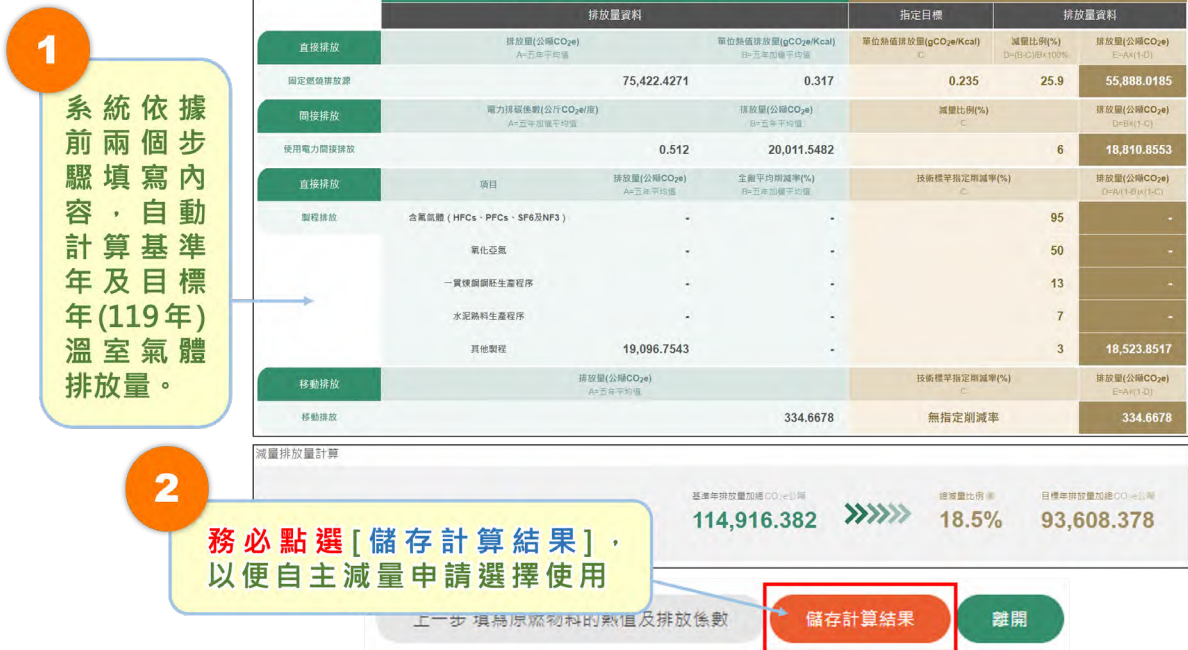 1
系統依據
前兩個步
驟填寫內
容，自動
計算基準
年及目標
年(119年)
溫室氣體
排放量。
排放量資料 指定目標 排放量資料
直接排放 排放量(公噸CO₂e) 單位熱值排放量(gCO₂e/Kcal) 單位熱值排放量(gCO₂e/Kcal) 減量比例(%) 排放量(公噸CO₂e)
A=五年平均值 B=五年加權平均值 C D=(B-C)/B×100% E=A×(1-D)
固定燃燒排放源 75,422.4271 0.317 0.235 25.9 55,888.0185
間接排放 電力排碳係數(公斤CO₂e/度) 排放量(公噸CO₂e) 減量比例(%) 排放量(公噸CO₂e)
A=五年加權平均值 B=五年平均值 C D=B×(1-C)
使用電力間接排放 0.512 20,011.5482 6 18,810.8553
直接排放 項目 排放量(公噸CO₂e) 全廠平均削減率(%) 技術標竿指定削減率(%) 排放量(公噸CO₂e)
A=五年平均值 B=五年加權平均值 C D=A/(1-B)×(1-C)
製程排放 含氟氣體（HFCs、PFCs、SF6及NF3） - - 95 -
氧化亞氮 - - 50 -
一貫煉鋼鋼胚生產程序 - - 13 -
水泥熟料生產程序 - - 7 -
其他製程 19,096.7543 - 3 18,523.8517
移動排放 排放量(公噸CO₂e) 技術標竿指定削減率(%) 排放量(公噸CO₂e)
A=五年平均值 C E=A×(1-D)
移動排放 334.6678 無指定削減率 334.6678
減量排放量計算
基準年排放量加總CO₂e公噸 總減量比例 目標年排放量加總CO₂e公噸
114,916.382 18.5% 93,608.378
2
務必點選[儲存計算結果]，
以便自主減量申請選擇使用
上一步 填寫原燃物料的熱值及排放係數 儲存計算結果 離開